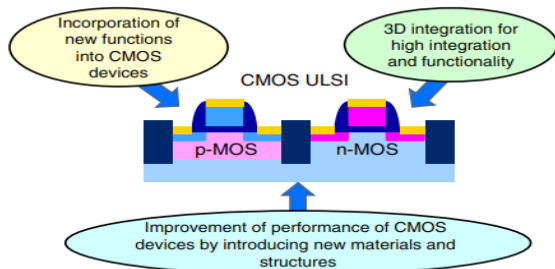 Incorporation of
new functions
into CMOS
devices
3D integration for
high integration
and functionality
CMOS ULSI
p-MOS
n-MOS
Improvement of performance of CMOS
devices by introducing new materials and
structures